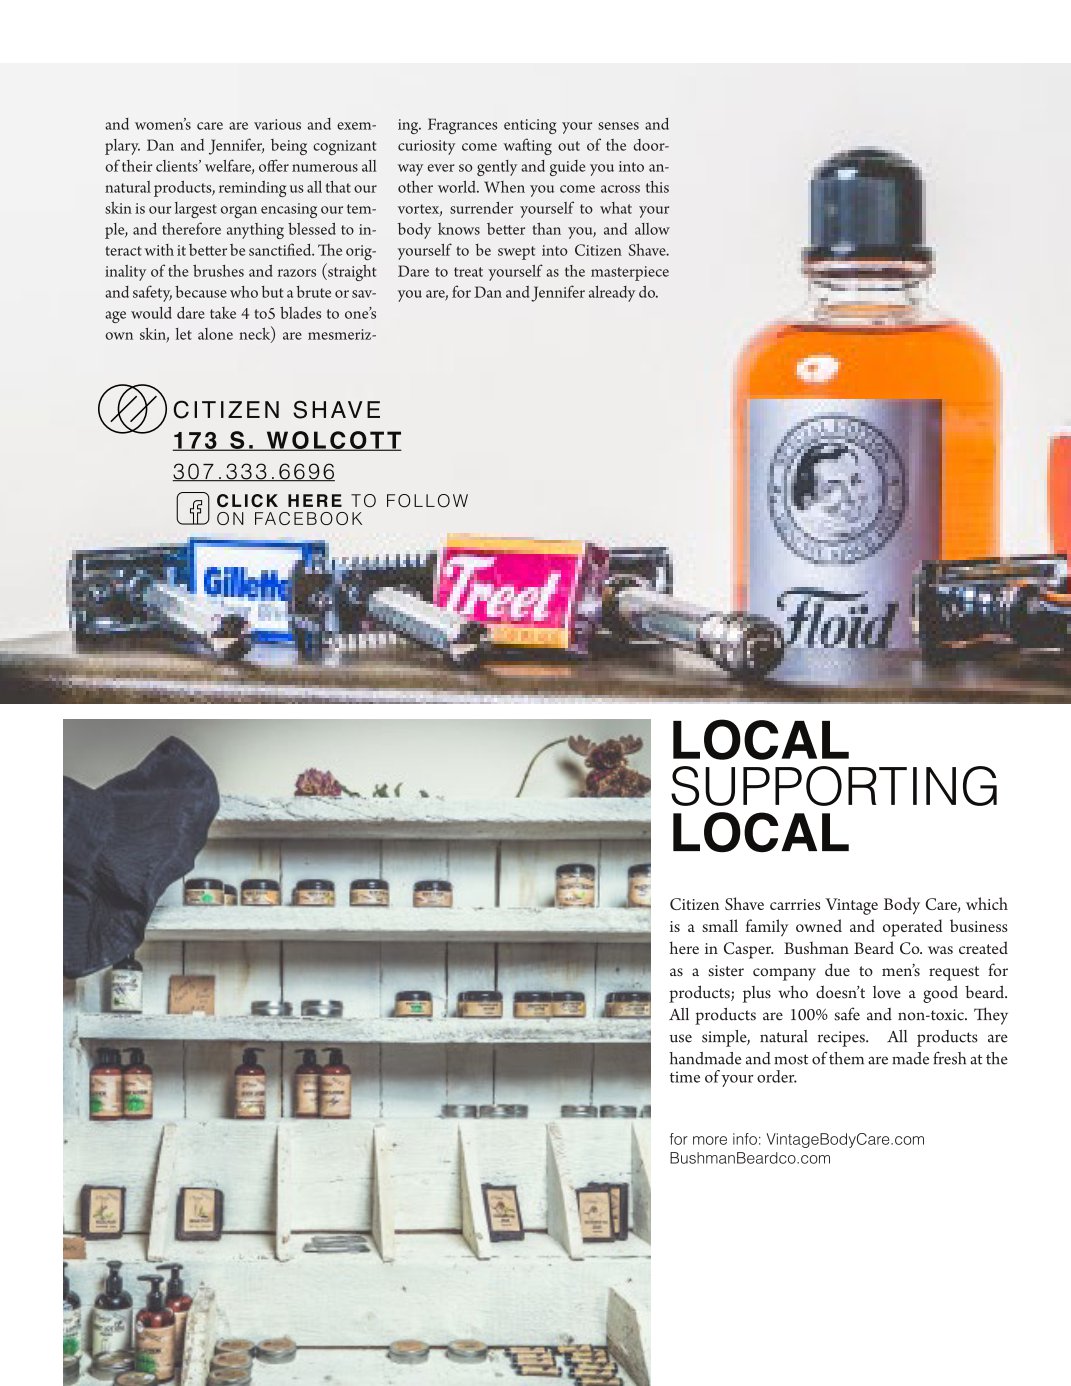 and women's care are various and exem-
plary. Dan and Jennifer, being cognizant
of their clients' welfare, offer numerous all
natural products, reminding us all that our
skin is our largest organ encasing our tem-
ple, and therefore anything blessed to in-
teract with it better be sanctified. The orig-
inality of the brushes and razors (straight
and safety, because who but a brute or sav-
age would dare take 4 to5 blades to one's
own skin, let alone neck) are mesmeriz-
ing. Fragrances enticing your senses and
curiosity come wafting out of the door-
way ever so gently and guide you into an-
other world. When you come across this
vortex, surrender yourself to what your
body knows better than you, and allow
yourself to be swept into Citizen Shave.
Dare to treat yourself as the masterpiece
you are, for Dan and Jennifer already do.
CITIZEN SHAVE
173 S. WOLCOTT
307.333.6696
CLICK HERE TO FOLLOW
ON FACEBOOK
Gillette
Treet
Floïd
LOCAL
SUPPORTING
LOCAL
Citizen Shave carrries Vintage Body Care, which
is a small family owned and operated business
here in Casper.  Bushman Beard Co. was created
as a sister company due to men's request for
products; plus who doesn't love a good beard.
All products are 100% safe and non-toxic. They
use simple, natural recipes.  All products are
handmade and most of them are made fresh at the
time of your order.
for more info: VintageBodyCare.com
BushmanBeardco.com